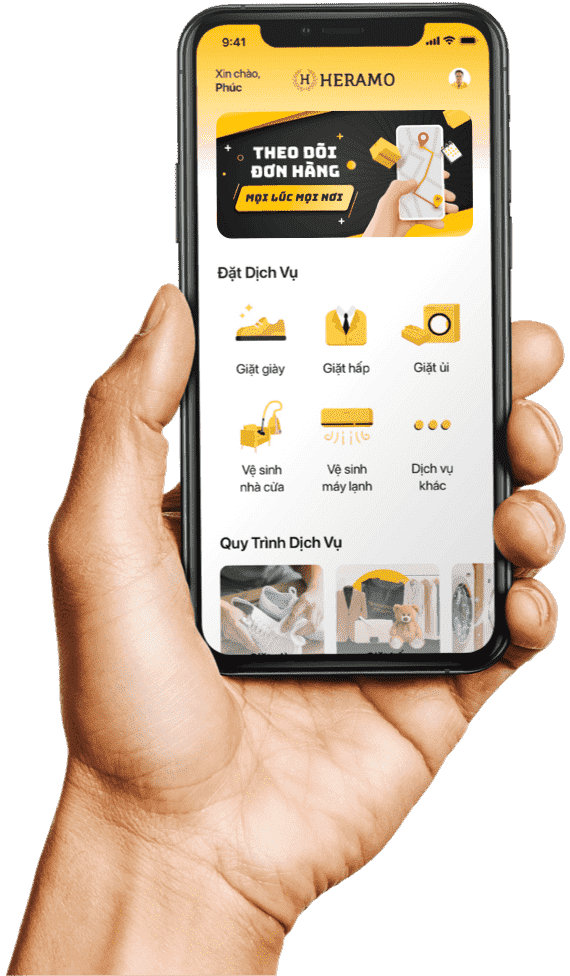 9:41
Xin chào,
Phúc
H HERAMO
THEO DÕI
ĐƠN HÀNG
MỌI LÚC MỌI NƠI
Đặt Dịch Vụ
Giặt giày
Giặt hấp
Giặt ủi
Vệ sinh
nhà cửa
Vệ sinh
máy lạnh
Dịch vụ
khác
Quy Trình Dịch Vụ